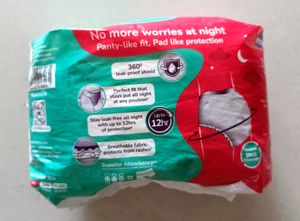 No more worries at night
Panty-like fit, Pad like protection
360°
leak-proof shield
Perfect fit that
stays put all night
at any position*
Stay leak-free all night
with up to 12hrs
of protection*
Up to
12hr
Breathable fabric
protects from rashes*
Superior Absorbency